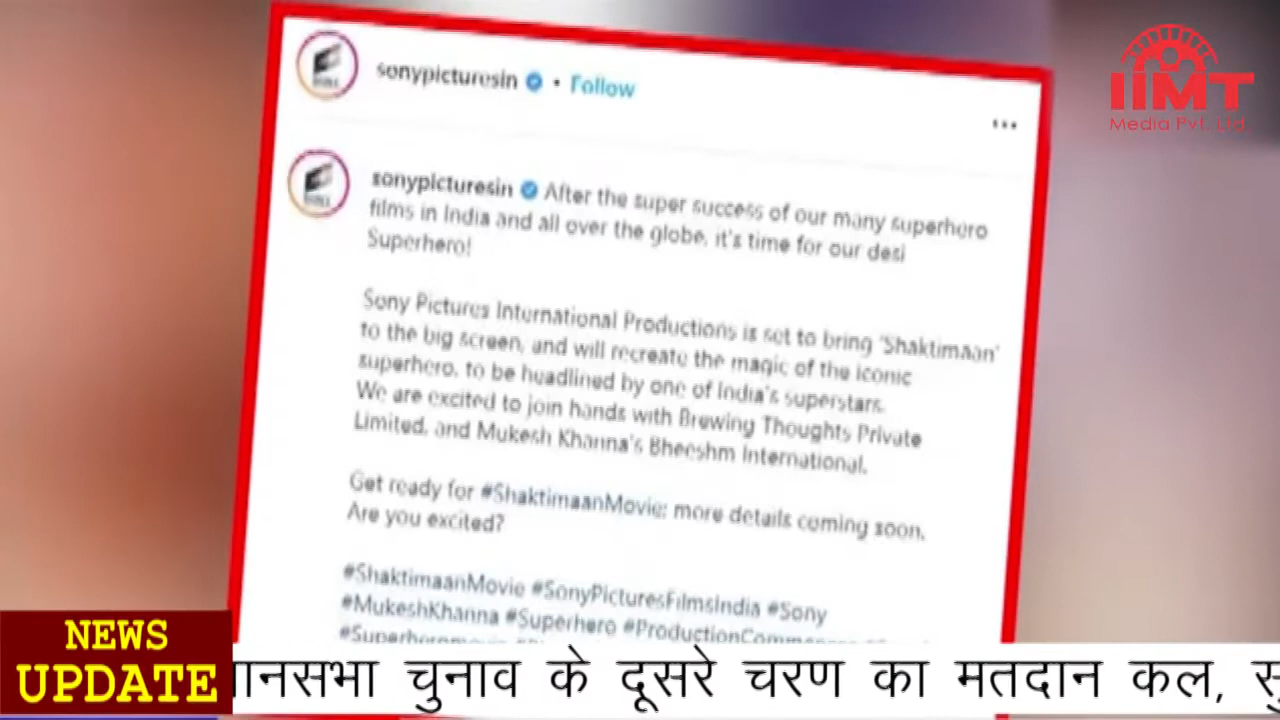 IIMT
Media Pvt. Ltd.
sonypicturesin • Follow
sonypicturesin After the super success of our many superhero
films in India and all over the globe, it's time for our desi
Superhero!
Sony Pictures International Productions is set to bring 'Shaktimaan'
to the big screen, and will recreate the magic of the iconic
superhero, to be headlined by one of India's superstars.
We are excited to join hands with Brewing Thoughts Private
Limited, and Mukesh Khanna's Bheeshm International.
Get ready for #ShaktimaanMovie; more details coming soon.
Are you excited?
#ShaktimaanMovie #SonyPicturesFilmsIndia #Sony
#MukeshKhanna #Superhero
NEWS
UPDATE
चुनाव के दूसरे चरण का मतदान कल,